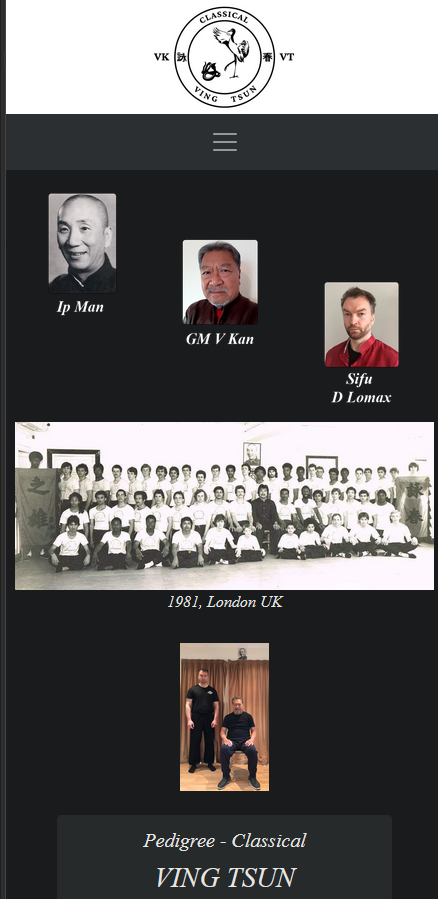 CLASSICAL
VK 詠 春 VT
VING TSUN
Ip Man
GM V Kan
Sifu
D Lomax
詠春
1981, London UK
Pedigree - Classical
VING TSUN